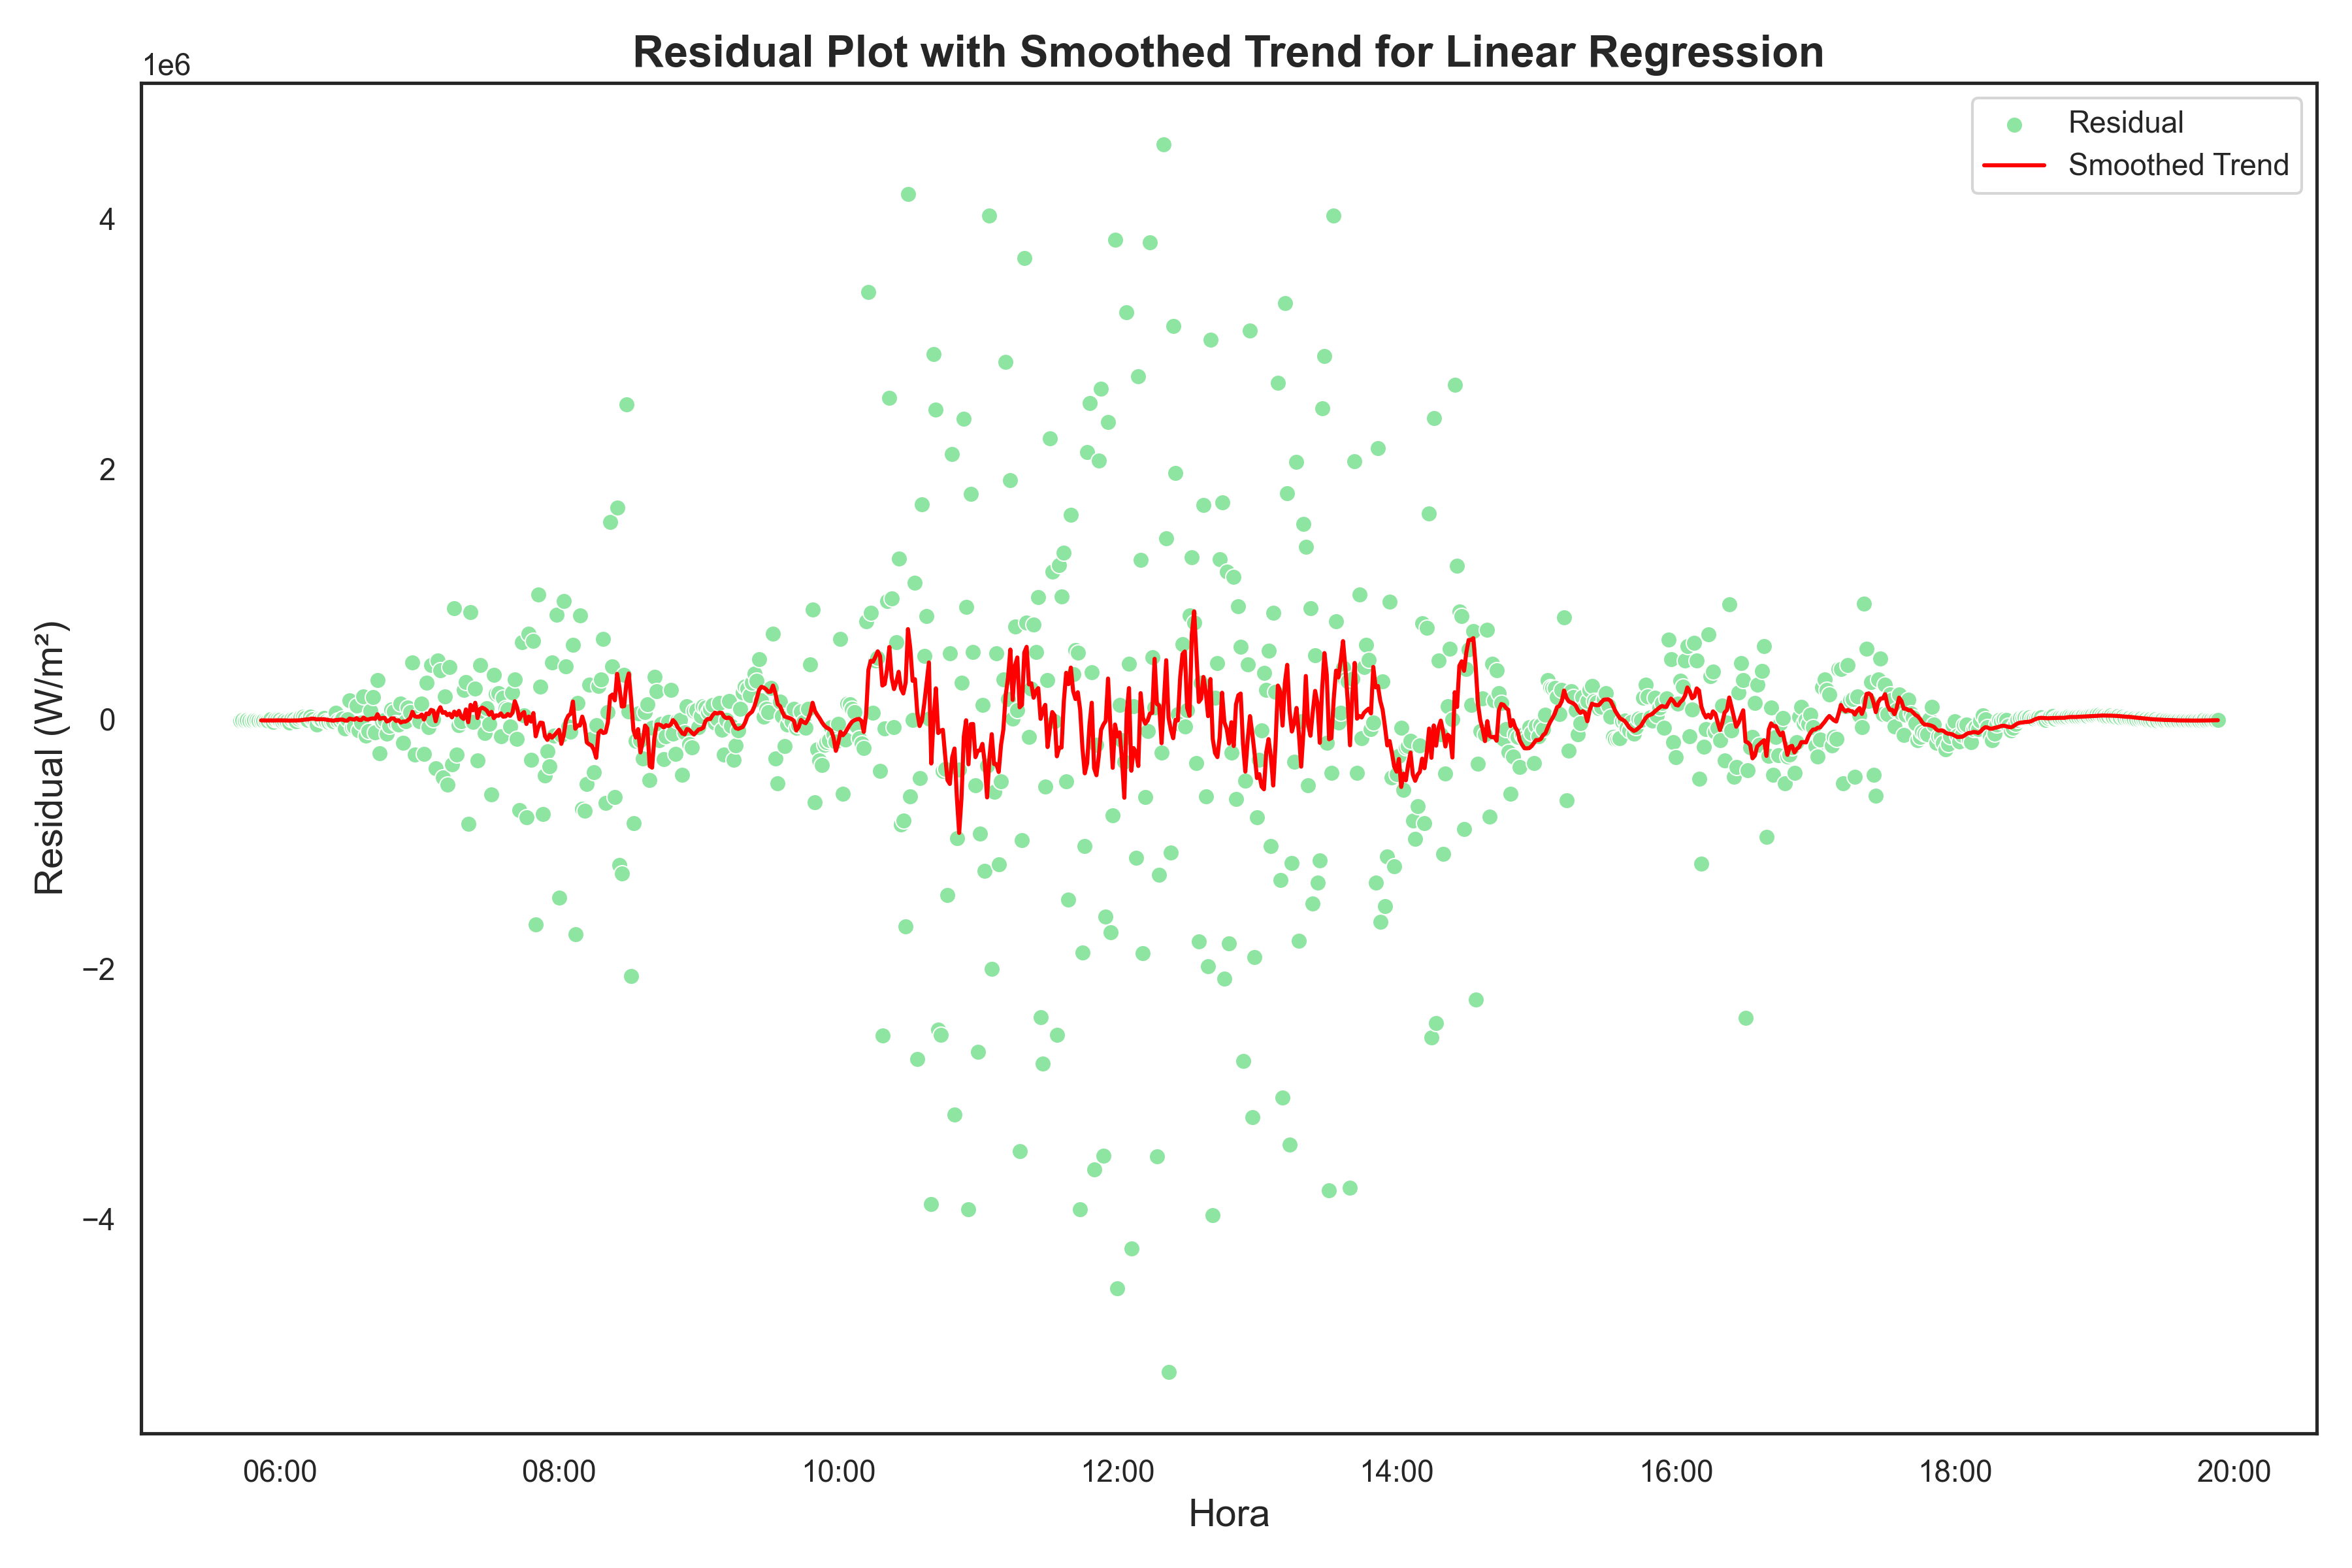 Residual Plot with Smoothed Trend for Linear Regression
1e6
Residual
Smoothed Trend
4
2
0
−2
−4
Residual (W/m²)
06:00 08:00 10:00 12:00 14:00 16:00 18:00 20:00
Hora